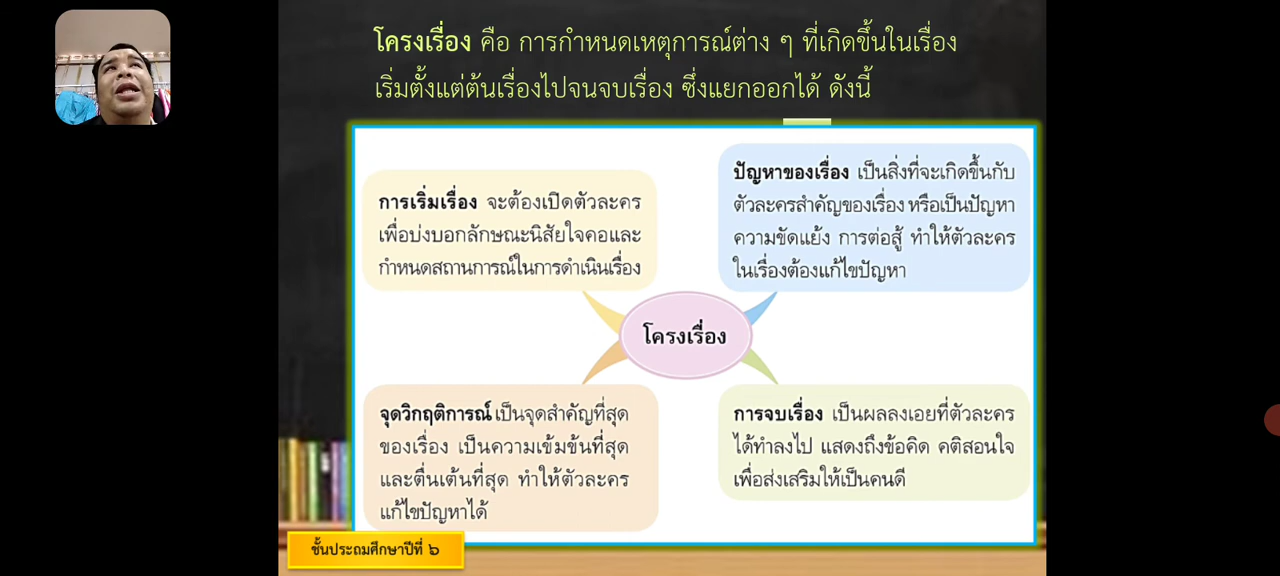 โครงเรื่อง คือ การกำหนดเหตุการณ์ต่าง ๆ ที่เกิดขึ้นในเรื่อง
เริ่มตั้งแต่ต้นเรื่องไปจนจบเรื่อง ซึ่งแยกออกได้ ดังนี้
การเริ่มเรื่อง จะต้องเปิดตัวละคร
เพื่อบ่งบอกลักษณะนิสัยใจคอและ
กำหนดสถานการณ์ในการดำเนินเรื่อง
ปัญหาของเรื่อง เป็นสิ่งที่จะเกิดขึ้นกับ
ตัวละครสำคัญของเรื่อง หรือเป็นปัญหา
ความขัดแย้ง การต่อสู้ ทำให้ตัวละคร
ในเรื่องต้องแก้ไขปัญหา
โครงเรื่อง
จุดวิกฤติการณ์ เป็นจุดสำคัญที่สุด
ของเรื่อง เป็นความเข้มข้นที่สุด
และตื่นเต้นที่สุด ทำให้ตัวละคร
แก้ไขปัญหาได้
การจบเรื่อง เป็นผลลงเอยที่ตัวละคร
ได้ทำลงไป แสดงถึงข้อคิด คติสอนใจ
เพื่อส่งเสริมให้เป็นคนดี
ชั้นประถมศึกษาปีที่ ๖